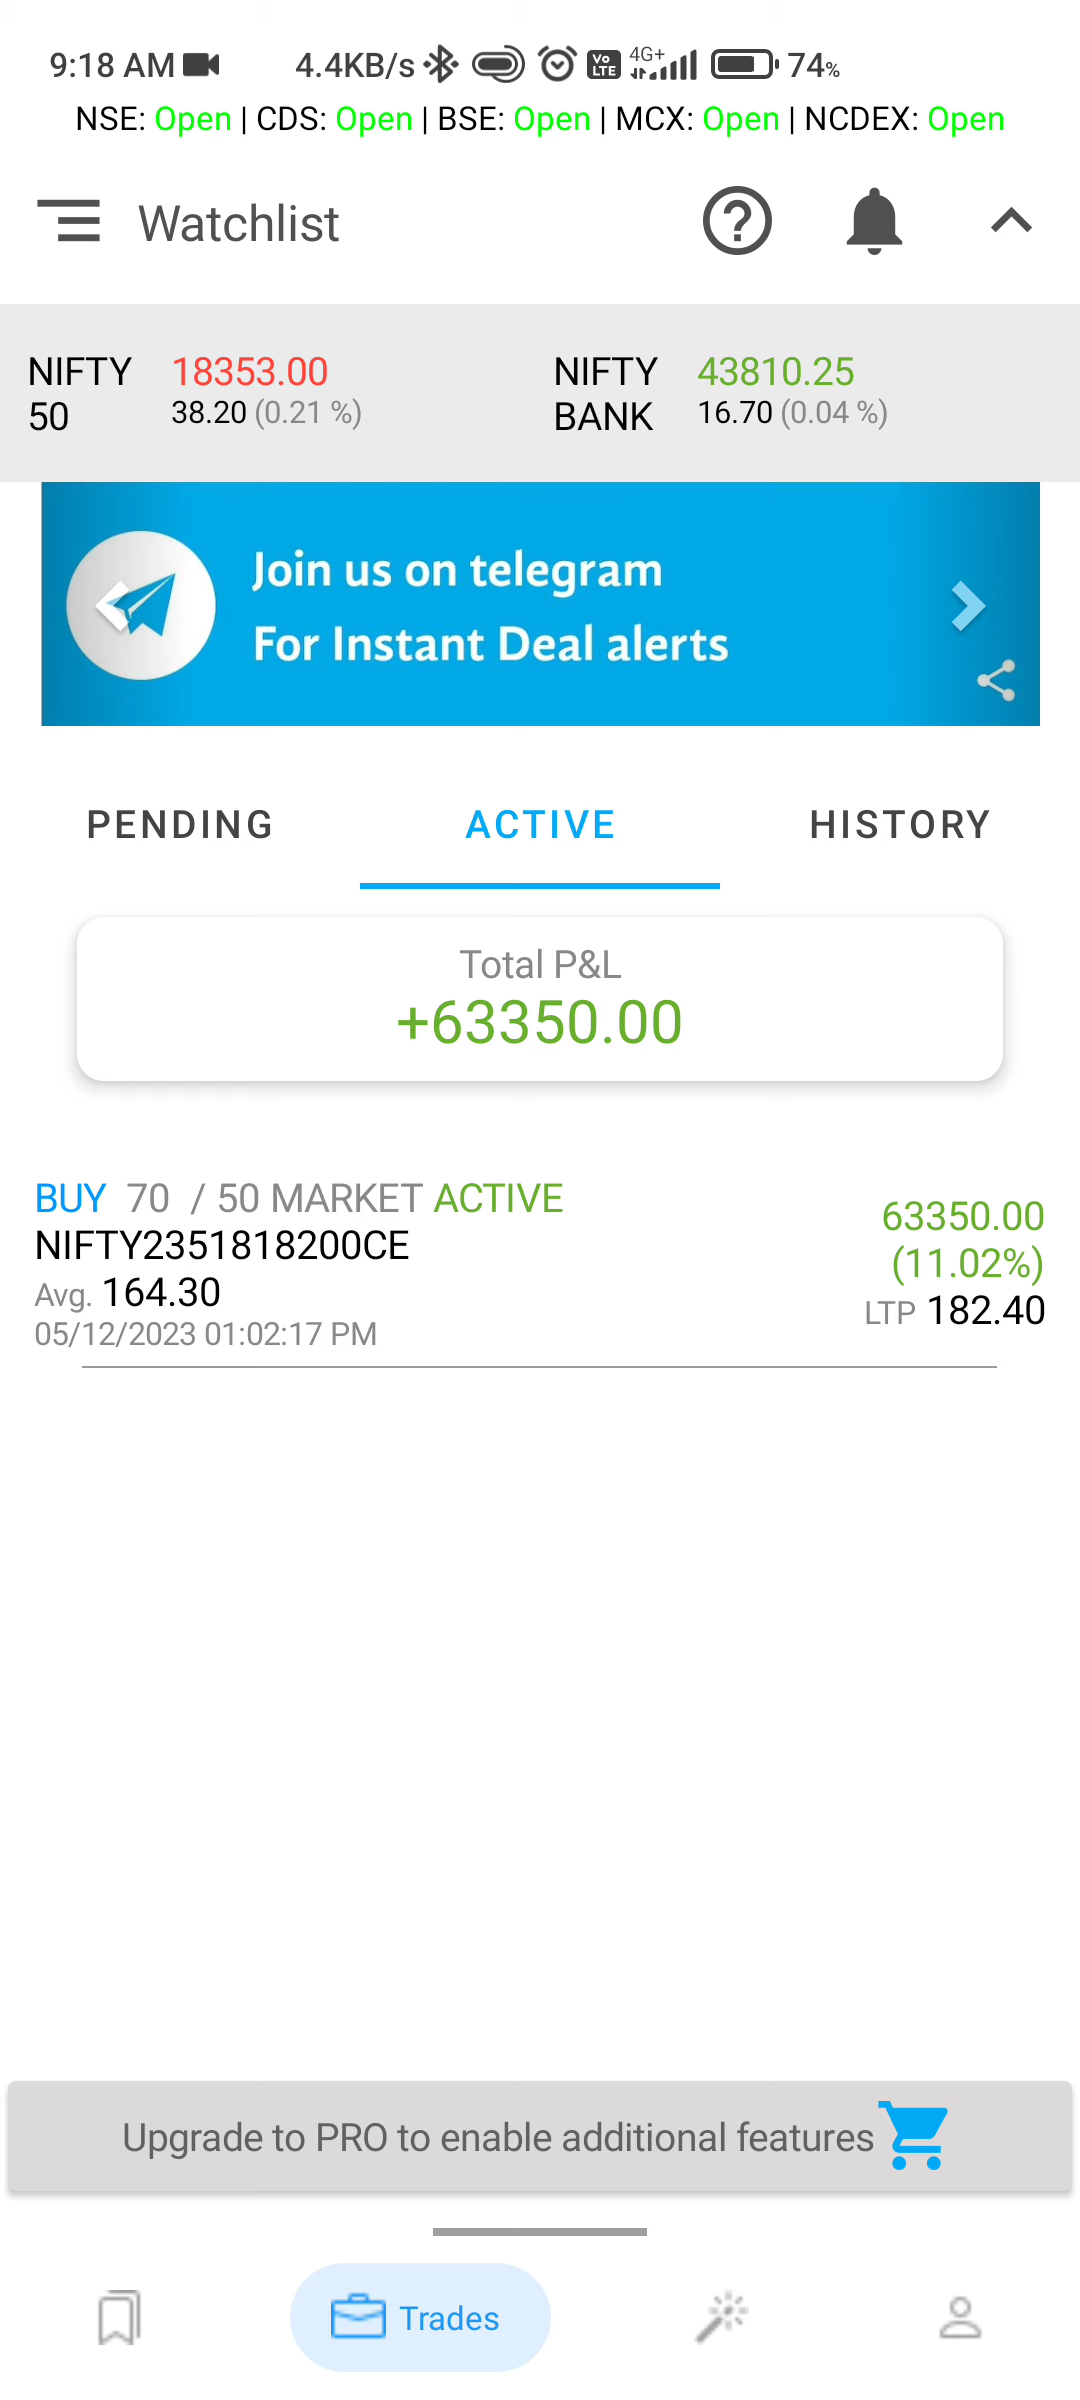 9:18 AM 4.4KB/s Vo LTE 4G+ 74%
NSE: Open | CDS: Open | BSE: Open | MCX: Open | NCDEX: Open
Watchlist
NIFTY 50 18353.00 38.20 (0.21 %)
NIFTY BANK 43810.25 16.70 (0.04 %)
Join us on telegram
For Instant Deal alerts
PENDING ACTIVE HISTORY
Total P&L
+63350.00
BUY 70 / 50 MARKET ACTIVE
63350.00
NIFTY2351818200CE
(11.02%)
Avg. 164.30
LTP 182.40
05/12/2023 01:02:17 PM
Upgrade to PRO to enable additional features
Trades